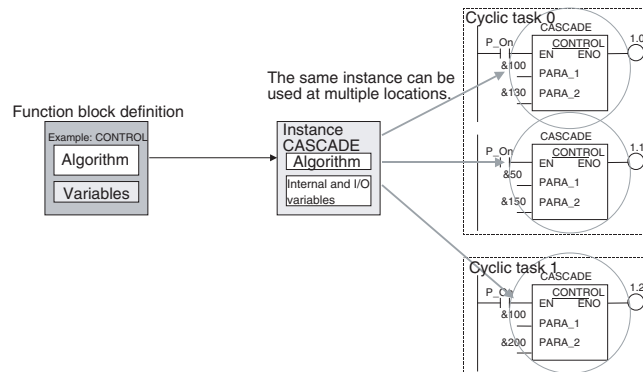 Function block definition
Example: CONTROL
Algorithm
Variables
The same instance can be
used at multiple locations.
Instance
CASCADE
Algorithm
Internal and I/O
variables
Cyclic task 0
CASCADE
P_On
CONTROL
1.0
EN ENO
&100
PARA_1
&130
PARA_2
CASCADE
P_On
CONTROL
1.1
EN ENO
&50
PARA_1
&150
PARA_2
Cyclic task 1
CASCADE
P_On
CONTROL
1.2
EN ENO
&100
PARA_1
&200
PARA_2